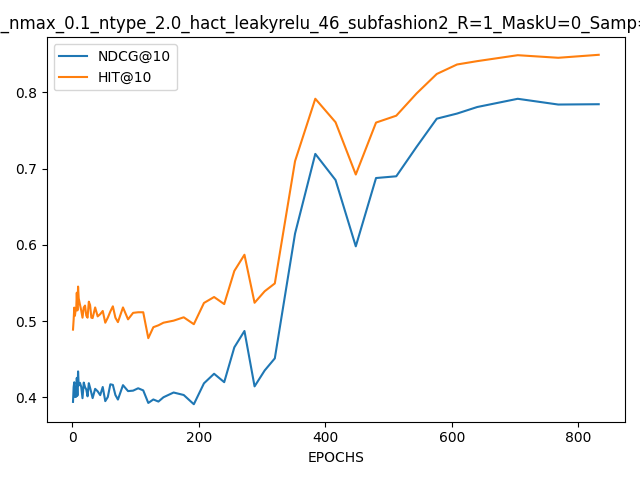 _nmax_0.1_ntype_2.0_hact_leakyrelu_46_subfashion2_R=1_MaskU=0_Samp=
NDCG@10
HIT@10
0.8
0.7
0.6
0.5
0.4
0 200 400 600 800
EPOCHS